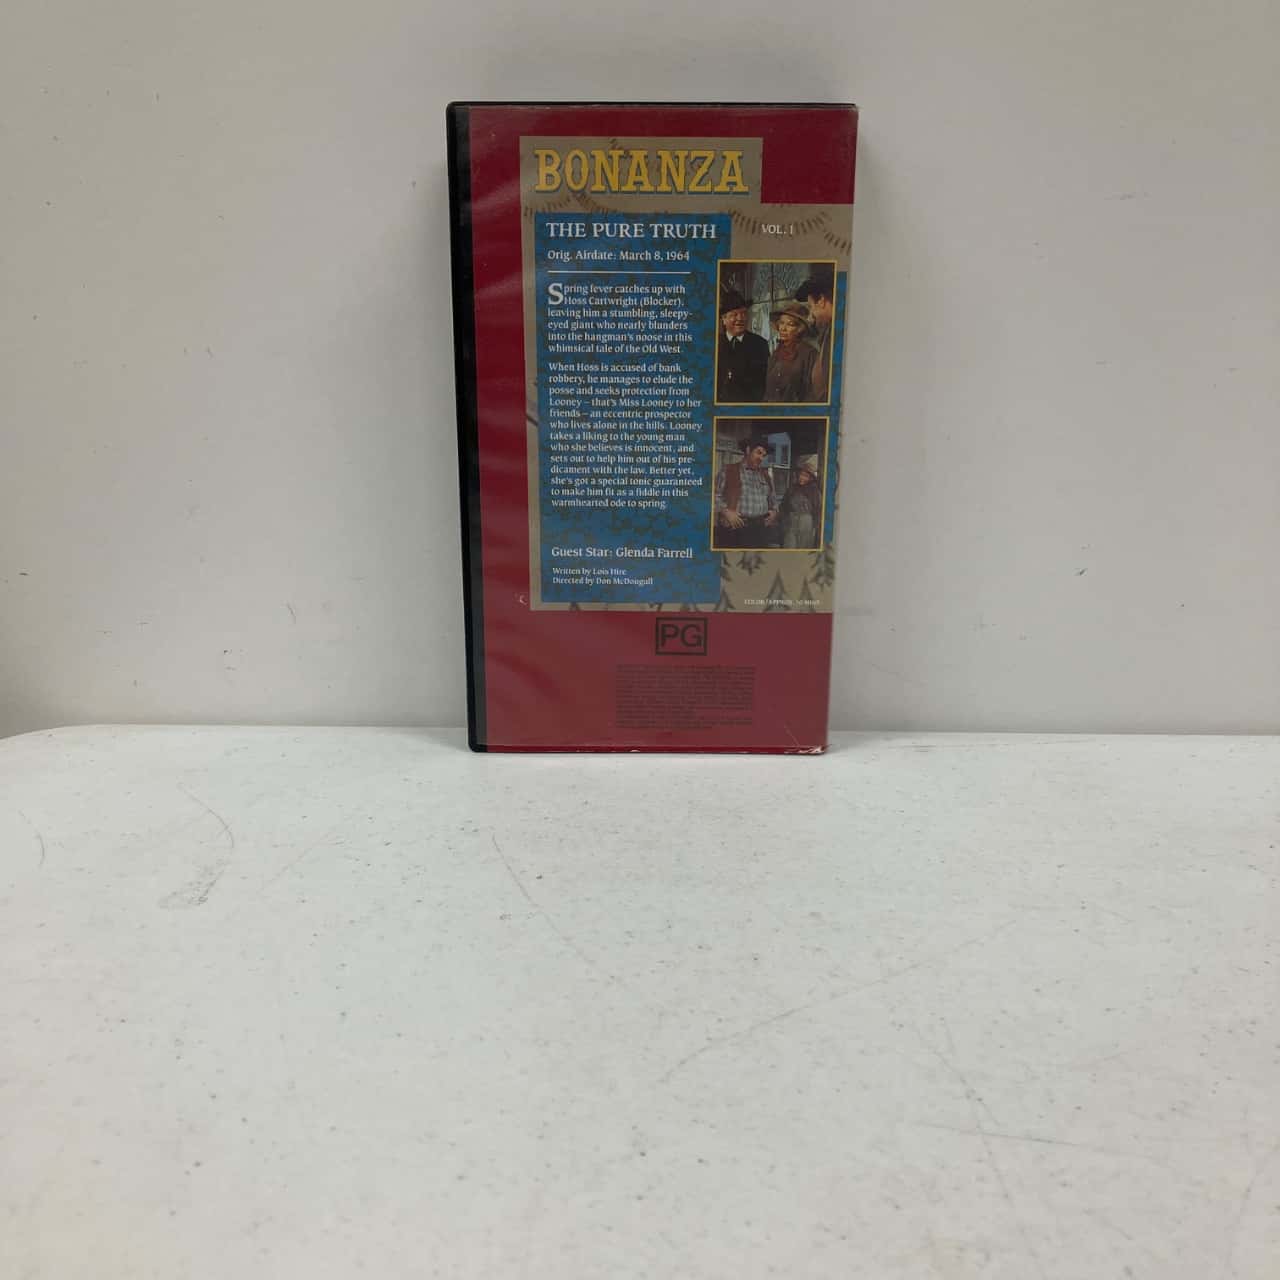 BONANZA
THE PURE TRUTH
VOL. 1
Orig. Airdate: March 8, 1964
Spring fever catches up with
Hoss Cartwright (Blocker),
leaving him a stumbling, sleepy-
eyed giant who nearly blunders
into the hangman's noose in this
whimsical tale of the Old West.
When Hoss is accused of bank
robbery, he manages to elude the
posse and seeks protection from
Looney – that's Miss Looney to her
friends – an eccentric prospector
who lives alone in the hills. Looney
takes a liking to the young man
who she believes is innocent, and
sets out to help him out of his pre-
dicament with the law. Better yet,
she's got a special tonic guaranteed
to make him fit as a fiddle in this
warmhearted ode to spring.
Guest Star: Glenda Farrell
Written by Lois Hire
Directed by Don McDougall
COLOR/APPROX. 50 MINS.
PG